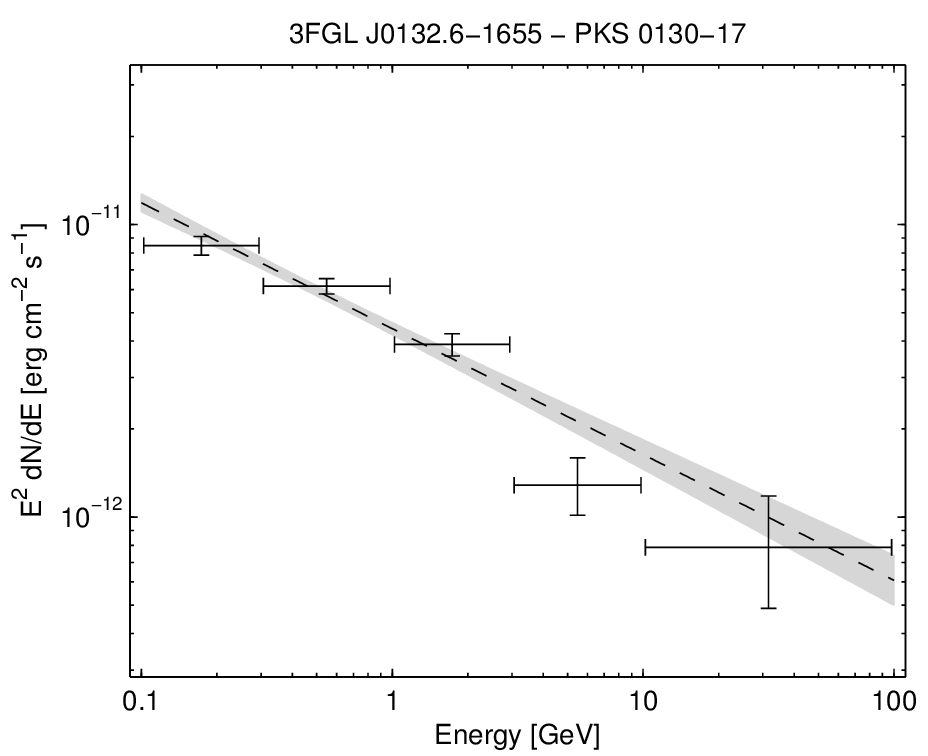 3FGL J0132.6−1655 − PKS 0130−17
E² dN/dE [erg cm⁻² s⁻¹]
10⁻¹¹
10⁻¹²
0.1 1 10 100
Energy [GeV]